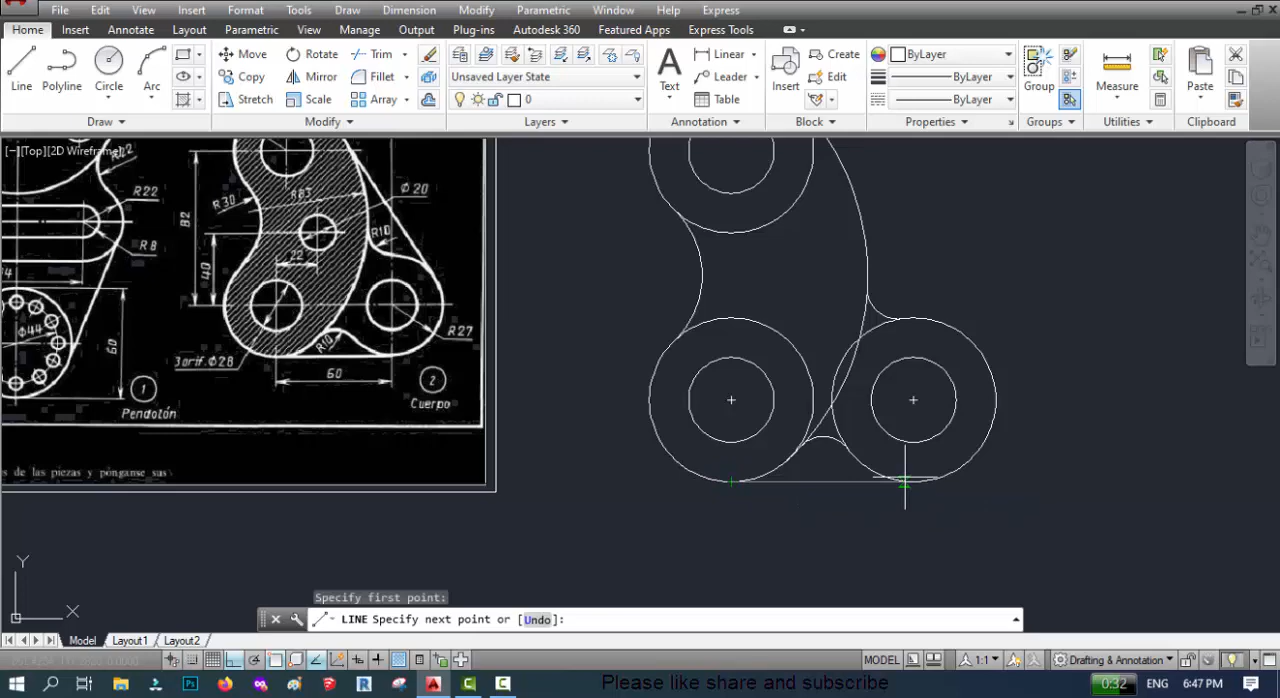 File Edit View Insert Format Tools Draw Dimension Modify Parametric Window Help Express
Home Insert Annotate Layout Parametric View Manage Output Plug-ins Autodesk 360 Featured Apps Express Tools
Line Polyline Circle Arc
Move Rotate Trim
Copy Mirror Fillet
Stretch Scale Array
Unsaved Layer State
0
A Text
Linear
Leader
Table
Insert
Create
Edit
ByLayer
ByLayer
ByLayer
Group
Measure
Paste
Draw Modify Layers Annotation Block Properties Groups Utilities Clipboard
[−][Top][2D Wireframe]
R22
R8
Φ44
60
1
Pendolón
82
R30
R83
Φ 20
R10
22
40
R27
R10
3 orif. Φ28
60
2
Cuerpo
s de las piezas y pónganse sus
Y
X
Specify first point:
LINE Specify next point or [Undo]:
Model Layout1 Layout2
MODEL
A 1:1
Drafting & Annotation
Please like share and subscribe
0:32
ENG
6:47 PM